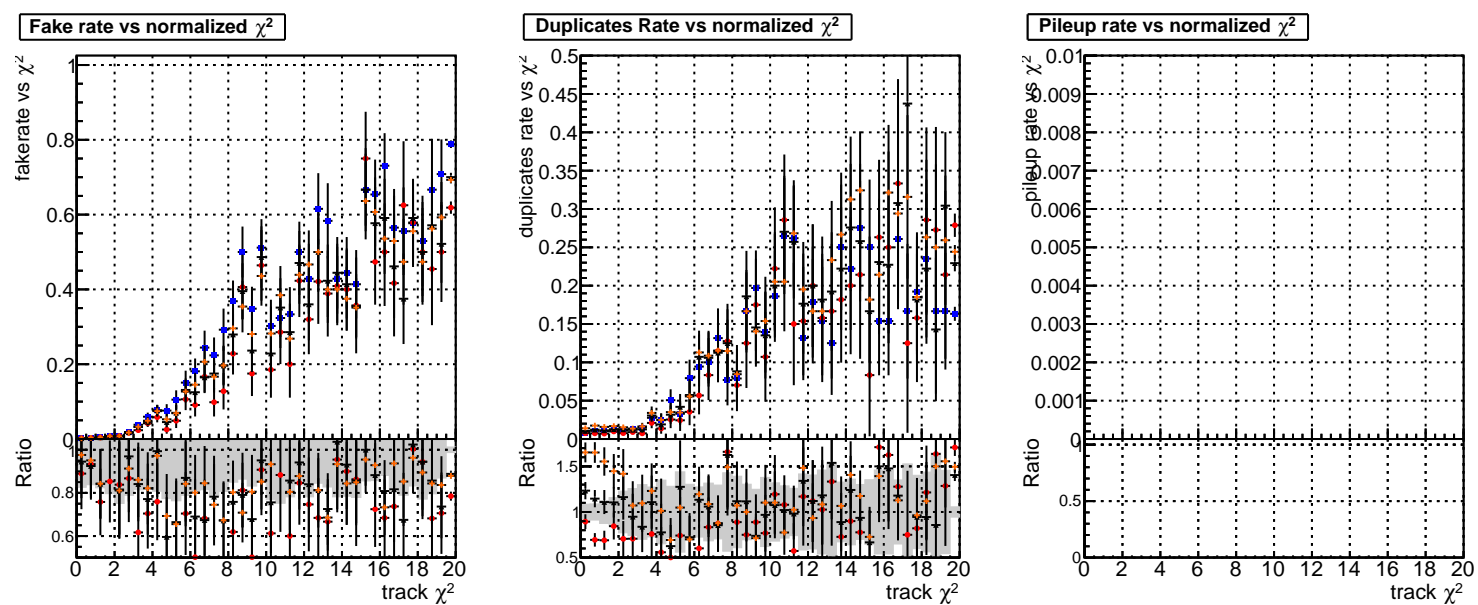 Fake rate vs normalized χ²
fakerate vs χ²
1
0.8
0.6
0.4
0.2
0
Ratio
1
0.8
0.6
0 2 4 6 8 10 12 14 16 18 20
track χ²
Duplicates Rate vs normalized χ²
duplicates rate vs χ²
0.5
0.45
0.4
0.35
0.3
0.25
0.2
0.15
0.1
0.05
0
Ratio
1.5
1
0.5
0 2 4 6 8 10 12 14 16 18 20
track χ²
Pileup rate vs normalized χ²
pileup rate vs χ²
0.01
0.009
0.008
0.007
0.006
0.005
0.004
0.003
0.002
0.001
0
Ratio
1
0.5
0
0 2 4 6 8 10 12 14 16 18 20
track χ²